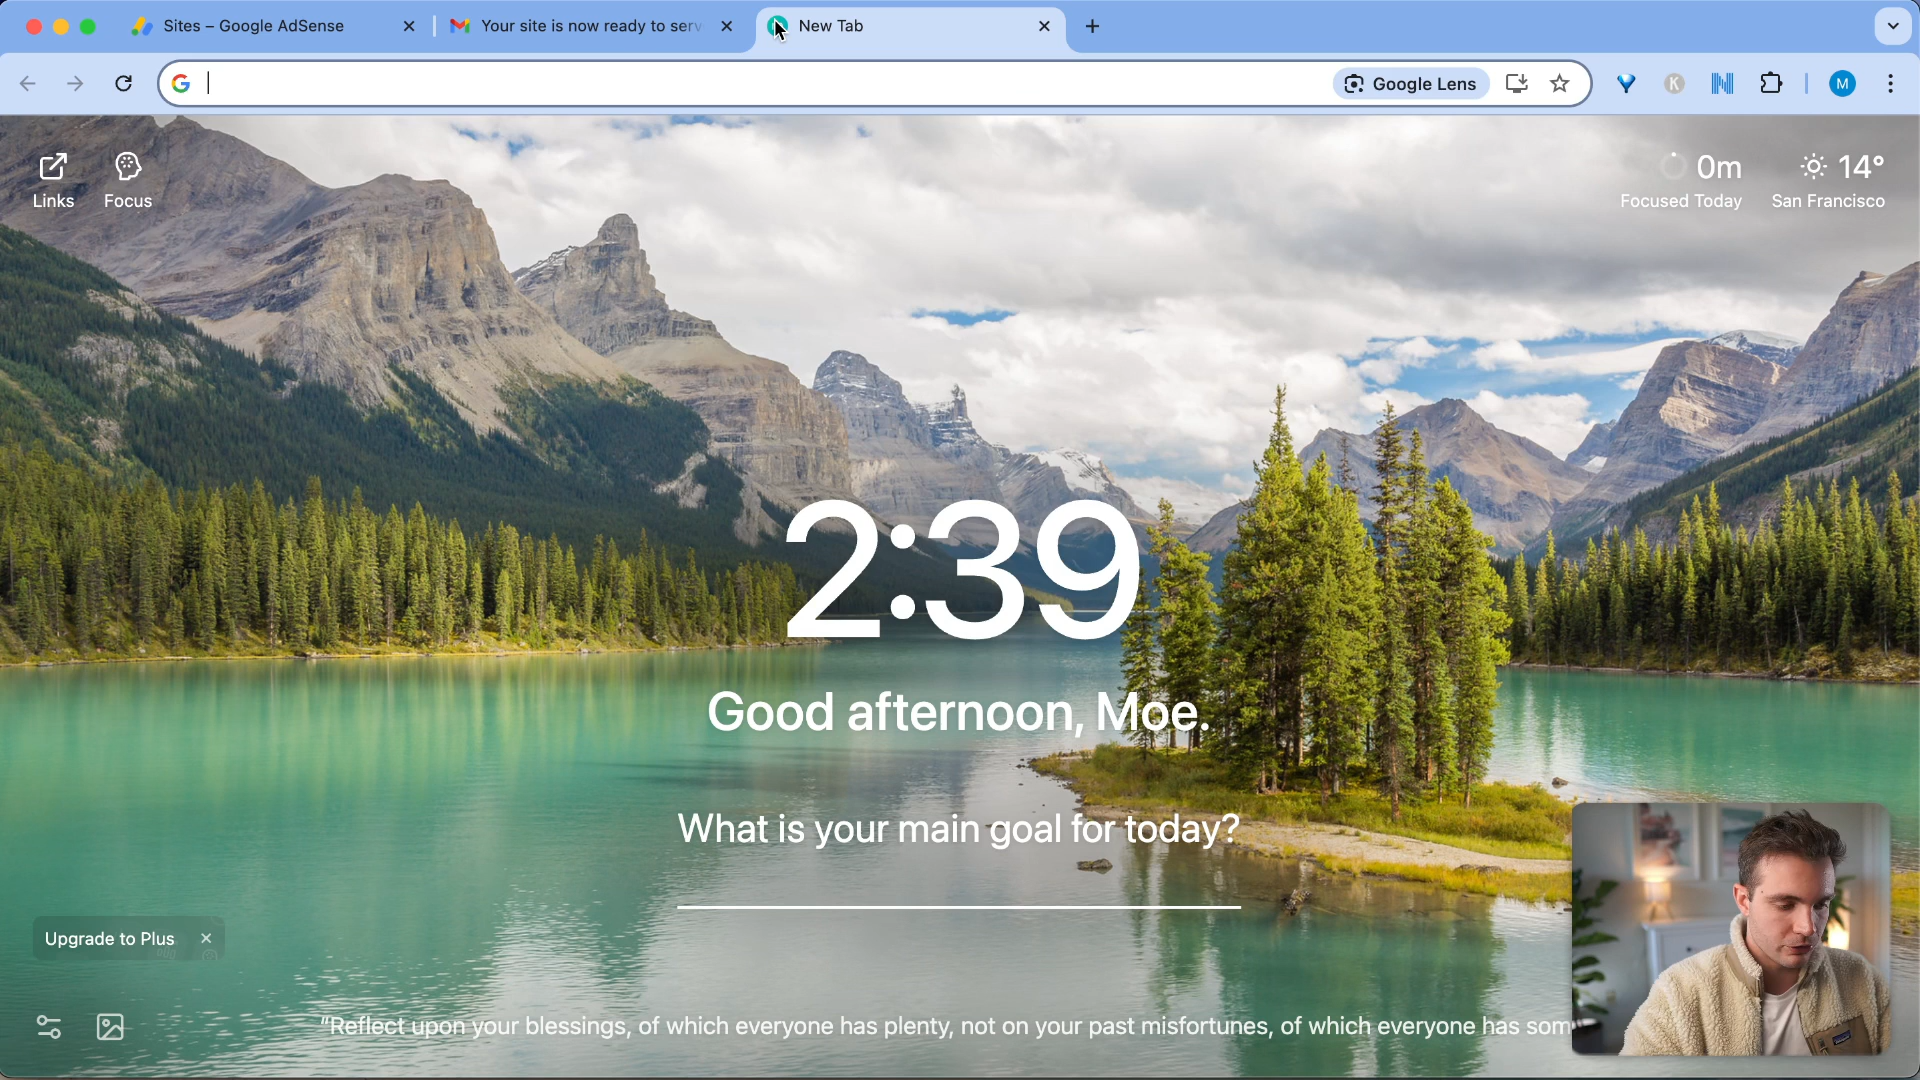 Sites – Google AdSense
Your site is now ready to serv
New Tab
Google Lens
K
M
Links
Focus
0m
Focused Today
14°
San Francisco
2:39
Good afternoon, Moe.
What is your main goal for today?
Upgrade to Plus
"Reflect upon your blessings, of which everyone has plenty, not on your past misfortunes, of which everyone has som